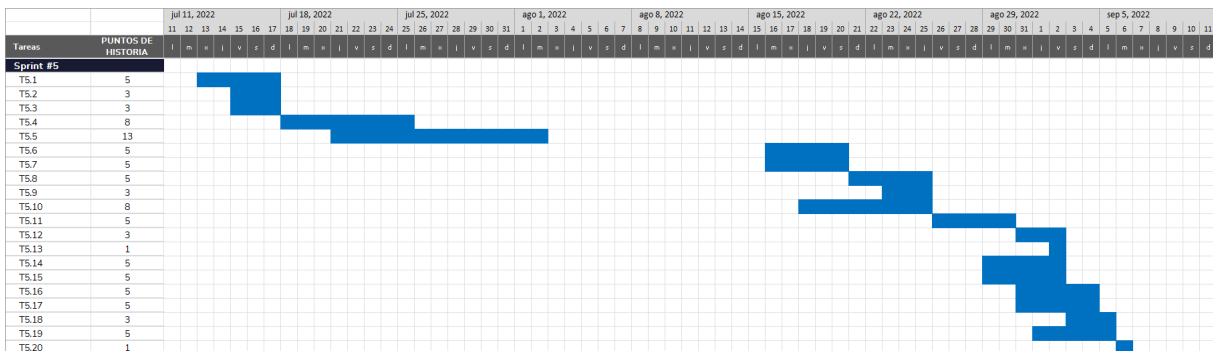 jul 11, 2022 jul 18, 2022 jul 25, 2022 ago 1, 2022 ago 8, 2022 ago 15, 2022 ago 22, 2022 ago 29, 2022 sep 5, 2022
11 12 13 14 15 16 17 18 19 20 21 22 23 24 25 26 27 28 29 30 31 1 2 3 4 5 6 7 8 9 10 11 12 13 14 15 16 17 18 19 20 21 22 23 24 25 26 27 28 29 30 31 1 2 3 4 5 6 7 8 9 10 11
Tareas PUNTOS DE HISTORIA l m x j v s d l m x j v s d l m x j v s d l m x j v s d l m x j v s d l m x j v s d l m x j v s d l m x j v s d l m x j v s d
Sprint #5
T5.1 5
T5.2 3
T5.3 3
T5.4 8
T5.5 13
T5.6 5
T5.7 5
T5.8 5
T5.9 3
T5.10 8
T5.11 5
T5.12 3
T5.13 1
T5.14 5
T5.15 5
T5.16 5
T5.17 5
T5.18 3
T5.19 5
T5.20 1